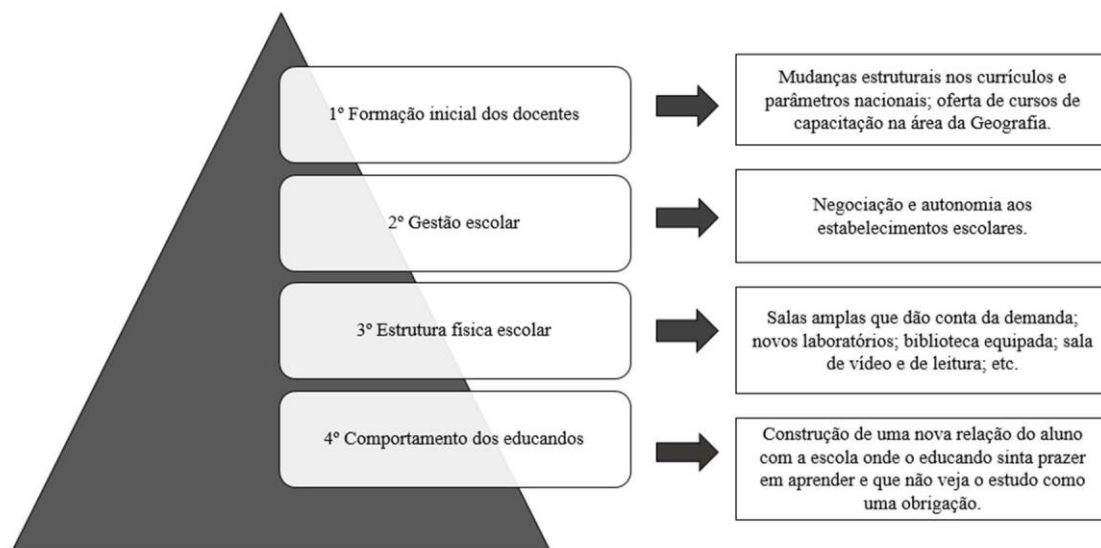 1º Formação inicial dos docentes
Mudanças estruturais nos currículos e
parâmetros nacionais; oferta de cursos de
capacitação na área da Geografia.
2º Gestão escolar
Negociação e autonomia aos
estabelecimentos escolares.
3º Estrutura física escolar
Salas amplas que dão conta da demanda;
novos laboratórios; biblioteca equipada; sala
de vídeo e de leitura; etc.
4º Comportamento dos educandos
Construção de uma nova relação do aluno
com a escola onde o educando sinta prazer
em aprender e que não veja o estudo como
uma obrigação.